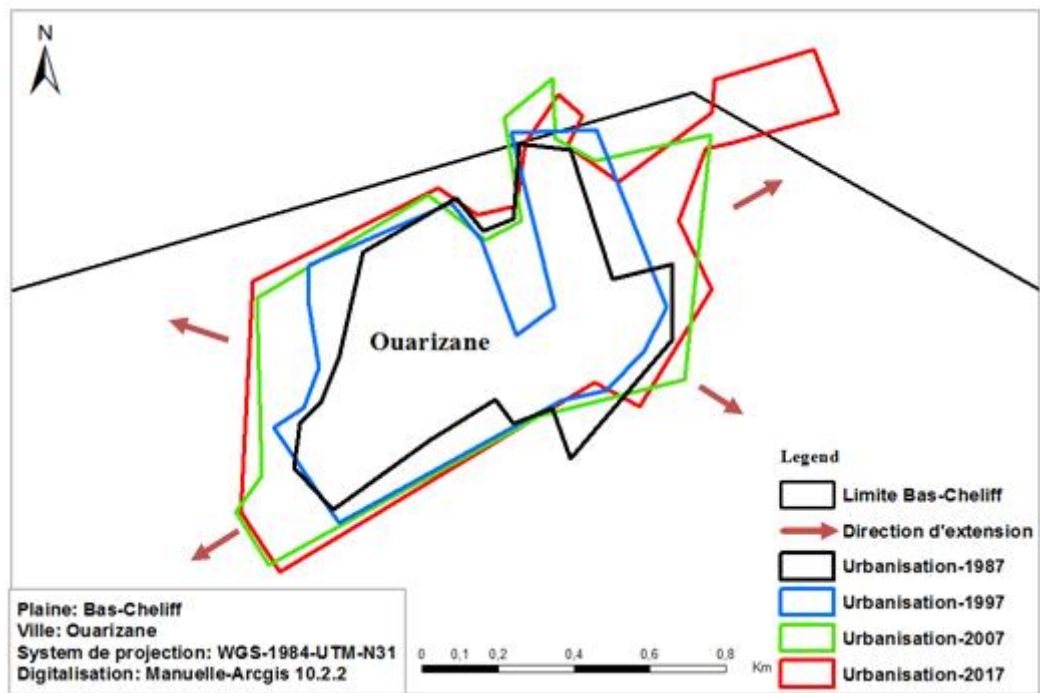 N
Ouarizane
Legend
Limite Bas-Cheliff
Direction d'extension
Urbanisation-1987
Urbanisation-1997
Urbanisation-2007
Urbanisation-2017
Plaine: Bas-Cheliff
Ville: Ouarizane
System de projection: WGS-1984-UTM-N31
Digitalisation: Manuelle-Arcgis 10.2.2
0 0,1 0,2 0,4 0,6 0,8
Km